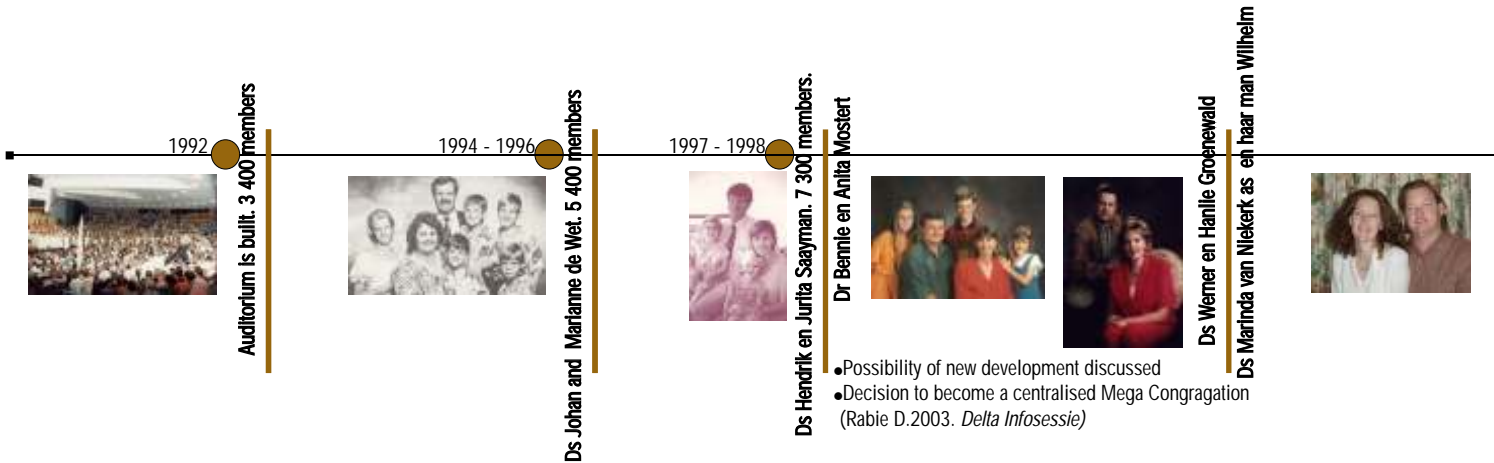 1992
Auditorium Is built. 3 400 members
1994 - 1996
Ds Johan and Marianne de Wet. 5 400 members
1997 - 1998
Ds Hendrik en Jurita Saayman. 7 300 members.
Dr Bennie en Anita Mostert
Ds Werner en Hanlie Groenewald
Ds Marinda van Niekerk as en haar man Wilhelm
•Possibility of new development discussed
•Decision to become a centralised Mega Congragation
(Rabie D.2003. Delta Infosessie)